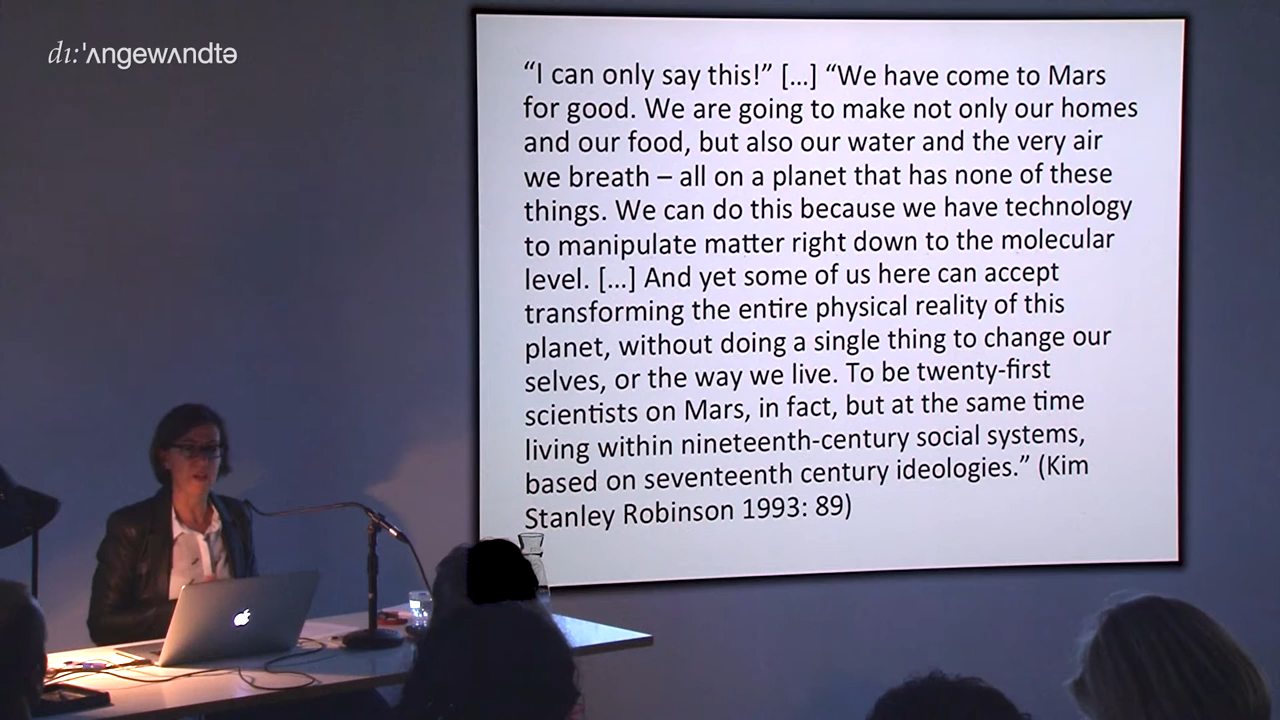 dı:ˈʌngewʌndtə
“I can only say this!” [...] “We have come to Mars
for good. We are going to make not only our homes
and our food, but also our water and the very air
we breath – all on a planet that has none of these
things. We can do this because we have technology
to manipulate matter right down to the molecular
level. [...] And yet some of us here can accept
transforming the entire physical reality of this
planet, without doing a single thing to change our
selves, or the way we live. To be twenty-first
scientists on Mars, in fact, but at the same time
living within nineteenth-century social systems,
based on seventeenth century ideologies.” (Kim
Stanley Robinson 1993: 89)